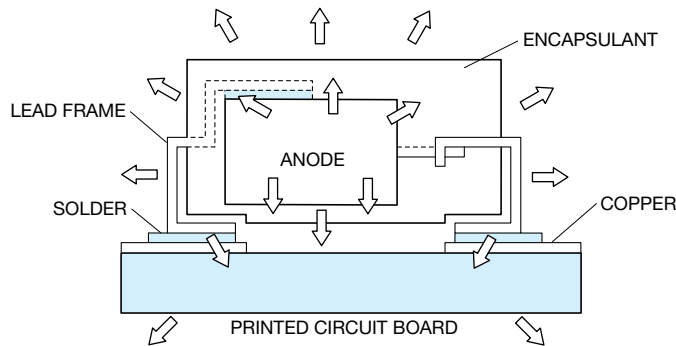 ENCAPSULANT
LEAD FRAME
ANODE
SOLDER
COPPER
PRINTED CIRCUIT BOARD